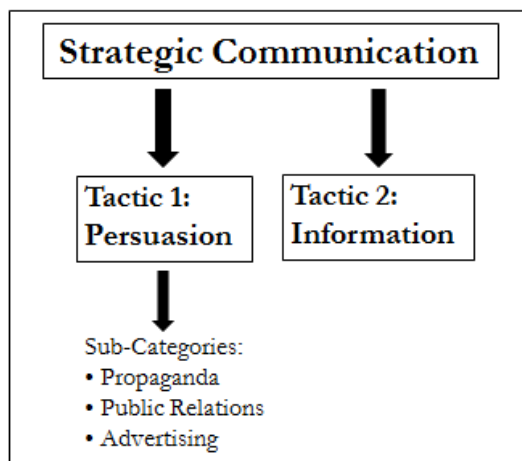 Strategic Communication
Tactic 1:
Persuasion
Tactic 2:
Information
Sub-Categories:
• Propaganda
• Public Relations
• Advertising